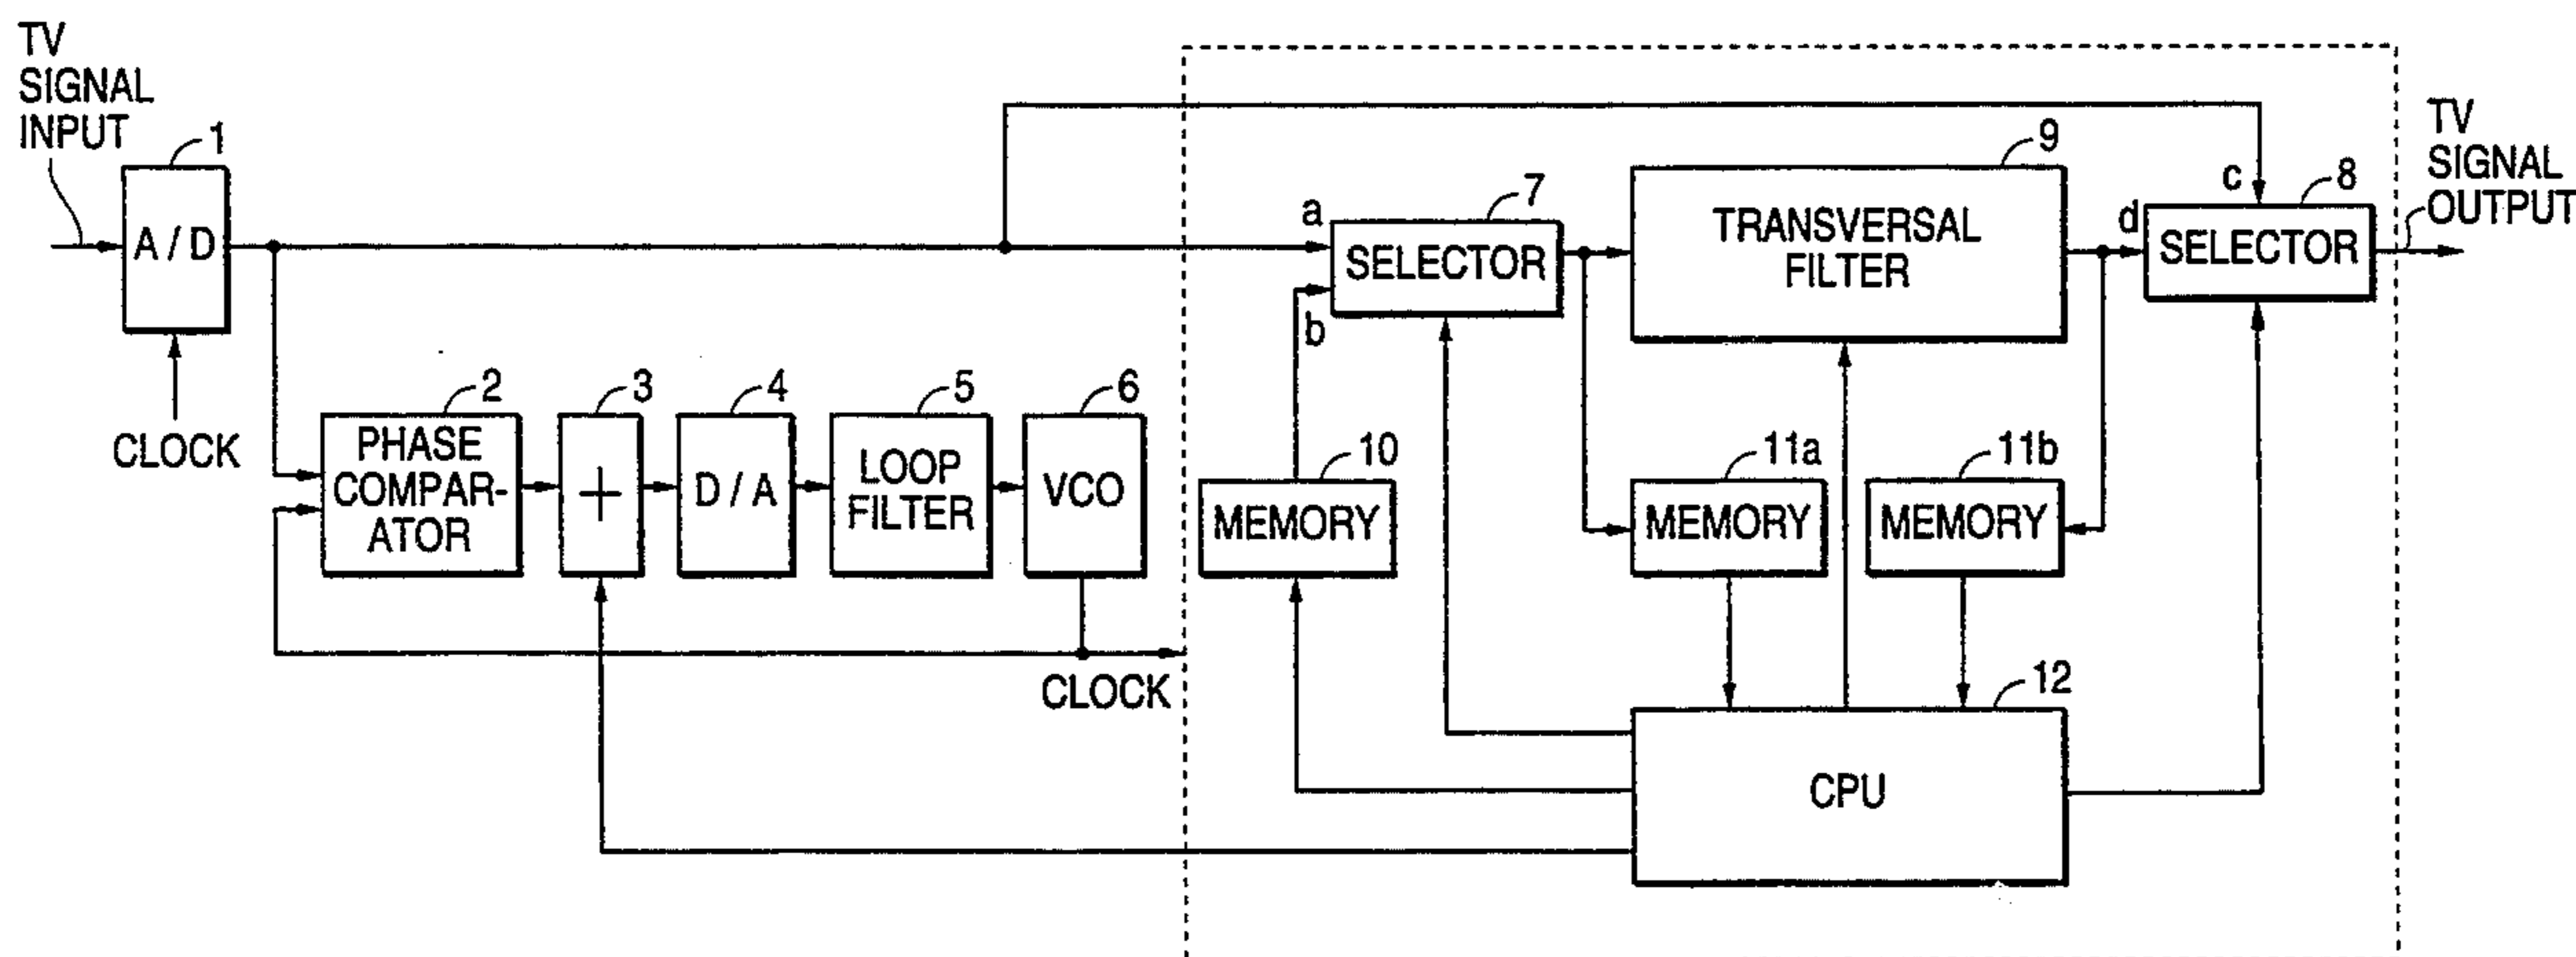 TV
SIGNAL
INPUT
1
A / D
CLOCK
2
PHASE
COMPAR-
ATOR
3
+
4
D / A
5
LOOP
FILTER
6
VCO
CLOCK
a
b
7
SELECTOR
9
TRANSVERSAL
FILTER
c
d
8
SELECTOR
TV
SIGNAL
OUTPUT
10
MEMORY
11a
MEMORY
11b
MEMORY
12
CPU